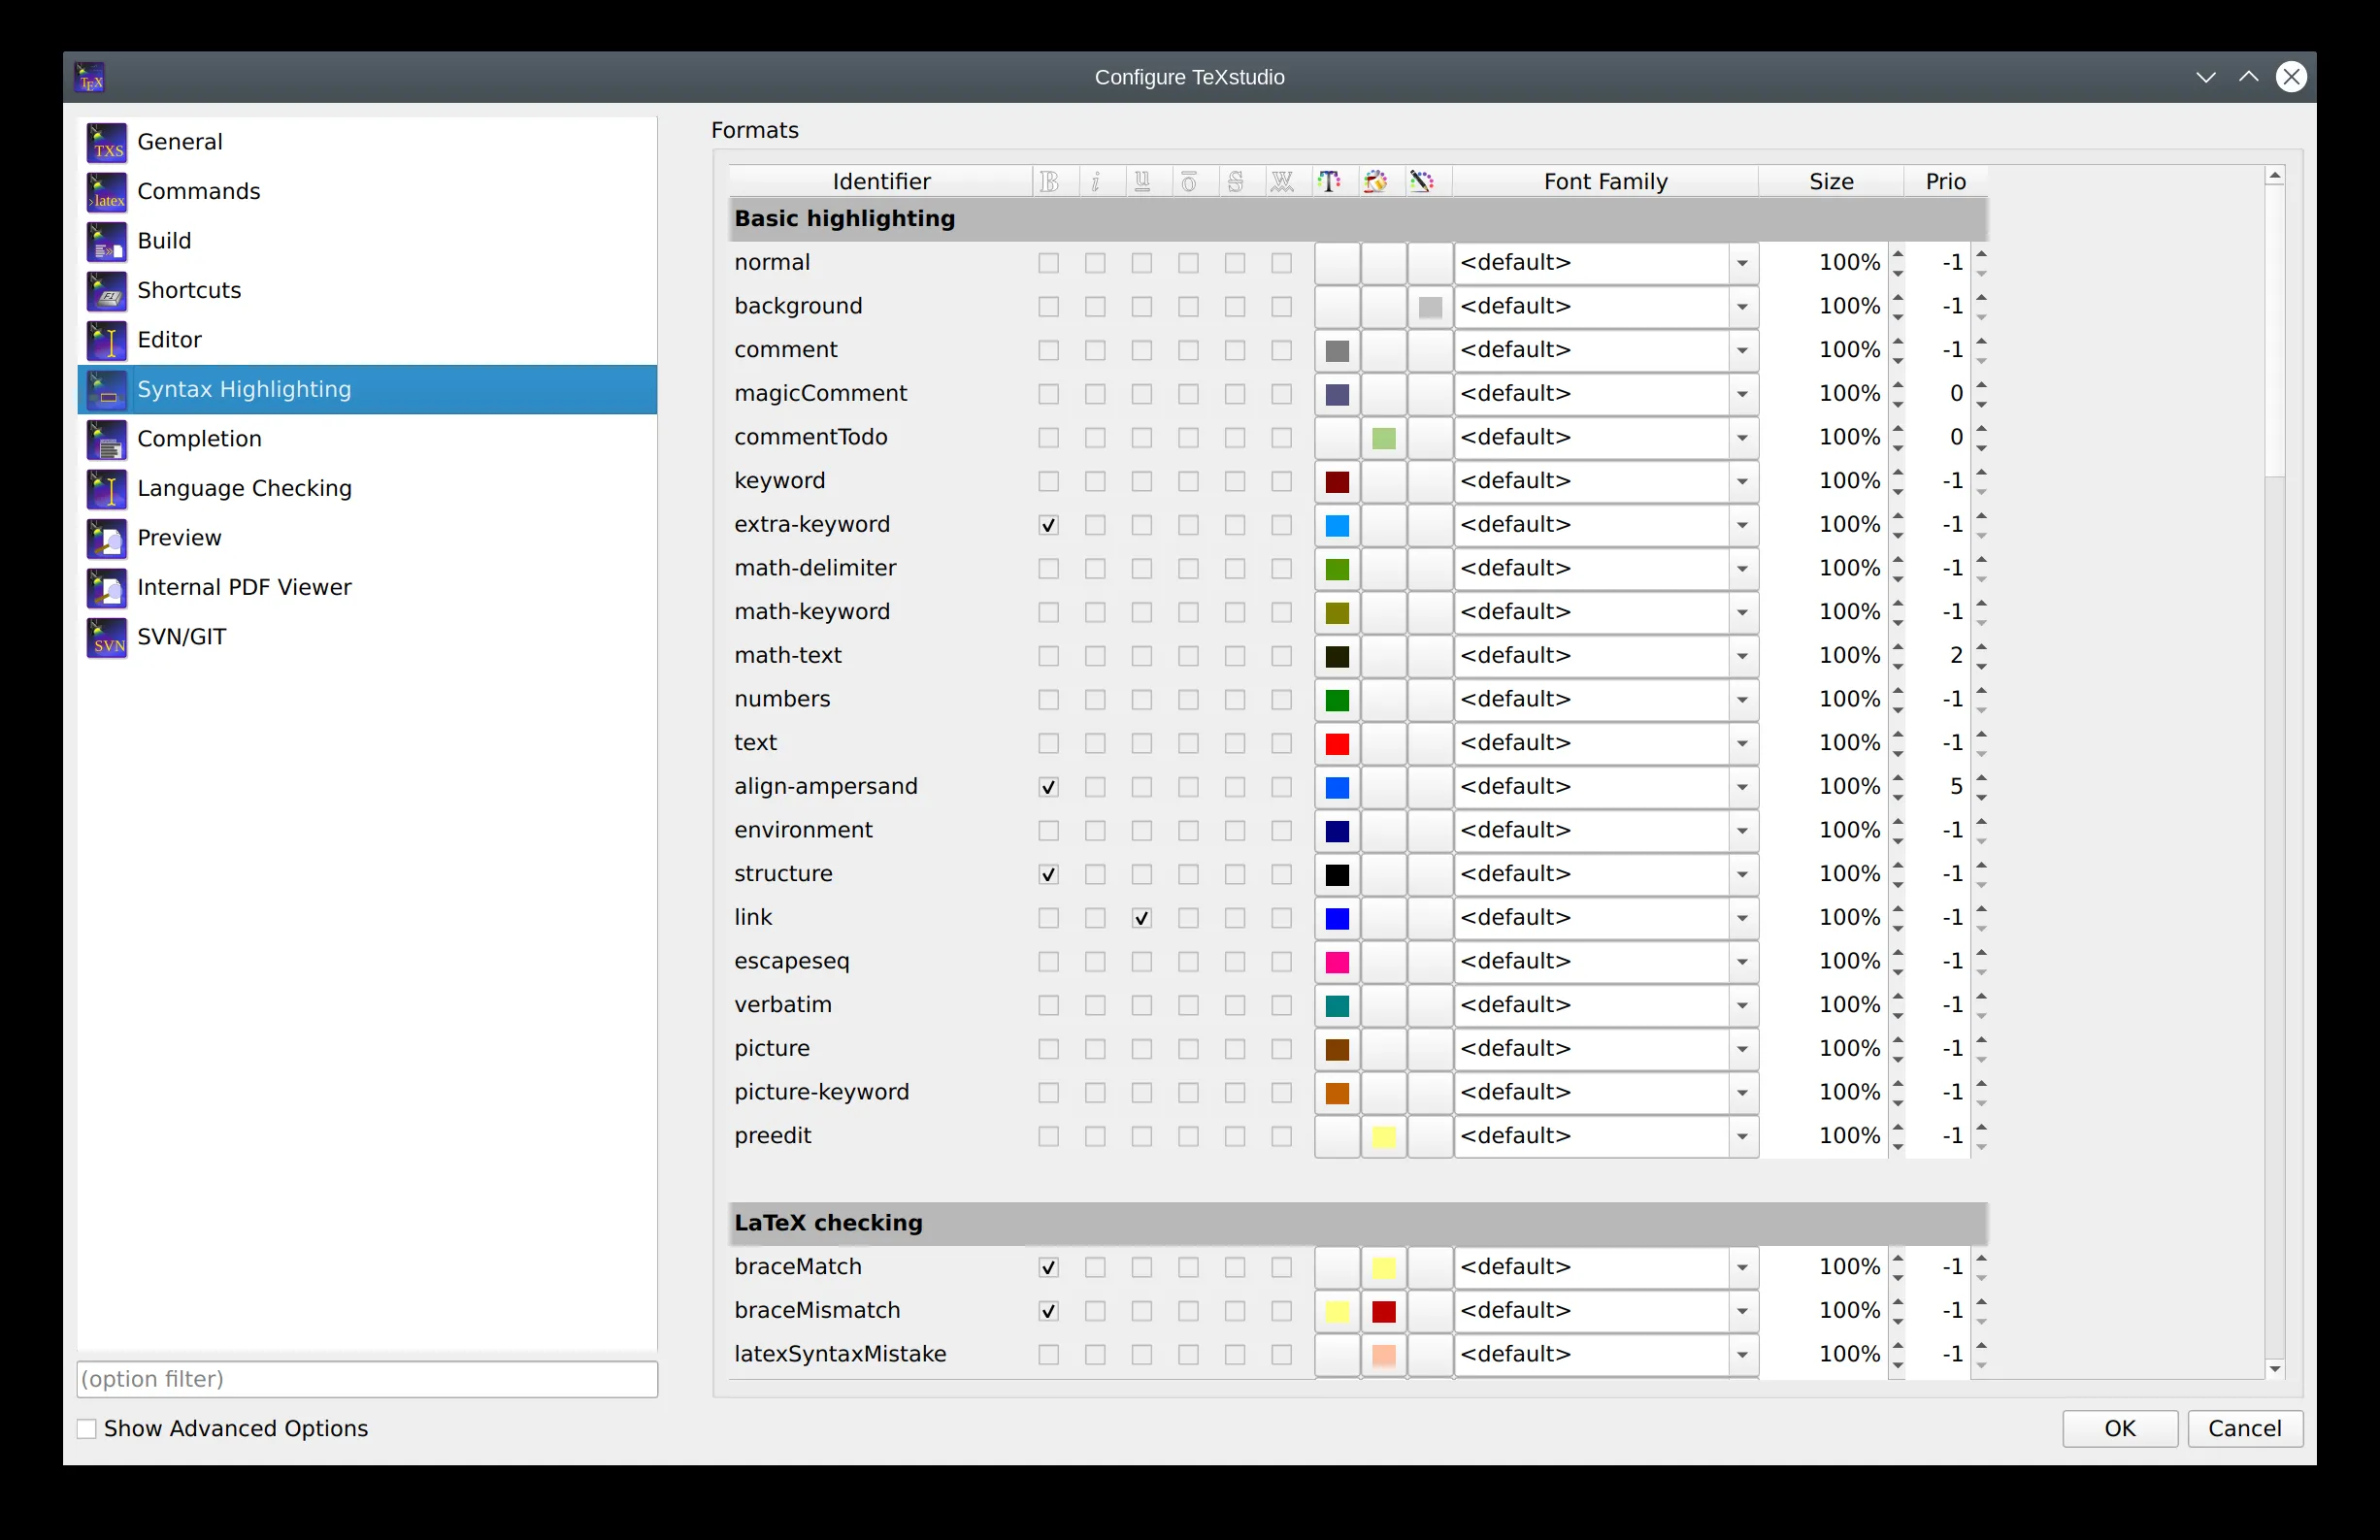 Configure TeXstudio
General
Commands
Build
Shortcuts
Editor
Syntax Highlighting
Completion
Language Checking
Preview
Internal PDF Viewer
SVN/GIT
(option filter)
Show Advanced Options
Formats
Identifier B i u o S W T Font Family Size Prio
Basic highlighting
normal <default> 100% -1
background <default> 100% -1
comment <default> 100% -1
magicComment <default> 100% 0
commentTodo <default> 100% 0
keyword <default> 100% -1
extra-keyword <default> 100% -1
math-delimiter <default> 100% -1
math-keyword <default> 100% -1
math-text <default> 100% 2
numbers <default> 100% -1
text <default> 100% -1
align-ampersand <default> 100% 5
environment <default> 100% -1
structure <default> 100% -1
link <default> 100% -1
escapeseq <default> 100% -1
verbatim <default> 100% -1
picture <default> 100% -1
picture-keyword <default> 100% -1
preedit <default> 100% -1
LaTeX checking
braceMatch <default> 100% -1
braceMismatch <default> 100% -1
latexSyntaxMistake <default> 100% -1
OK Cancel